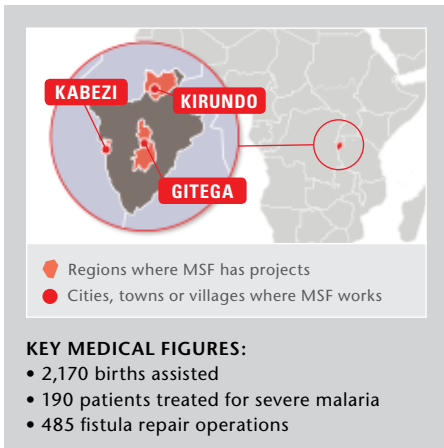 KABEZI
KIRUNDO
GITEGA
Regions where MSF has projects
Cities, towns or villages where MSF works
KEY MEDICAL FIGURES:
• 2,170 births assisted
• 190 patients treated for severe malaria
• 485 fistula repair operations